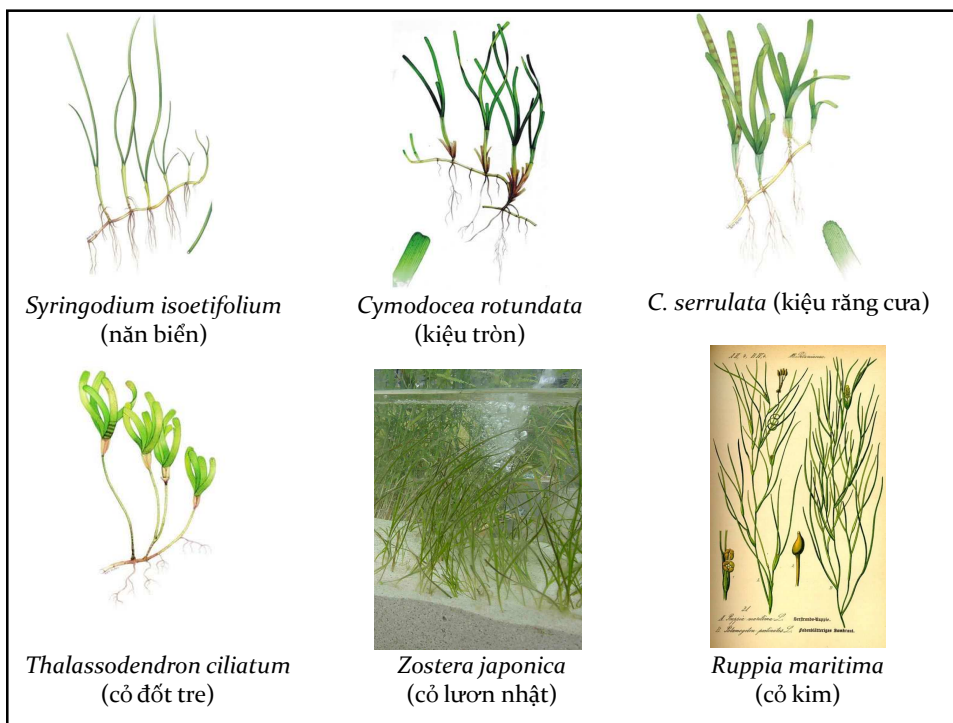 Syringodium isoetifolium
(năn biển)
Cymodocea rotundata
(kiệu tròn)
C. serrulata (kiệu răng cưa)
Thalassodendron ciliatum
(cỏ đốt tre)
Zostera japonica
(cỏ lươn nhật)
Ruppia maritima
(cỏ kim)